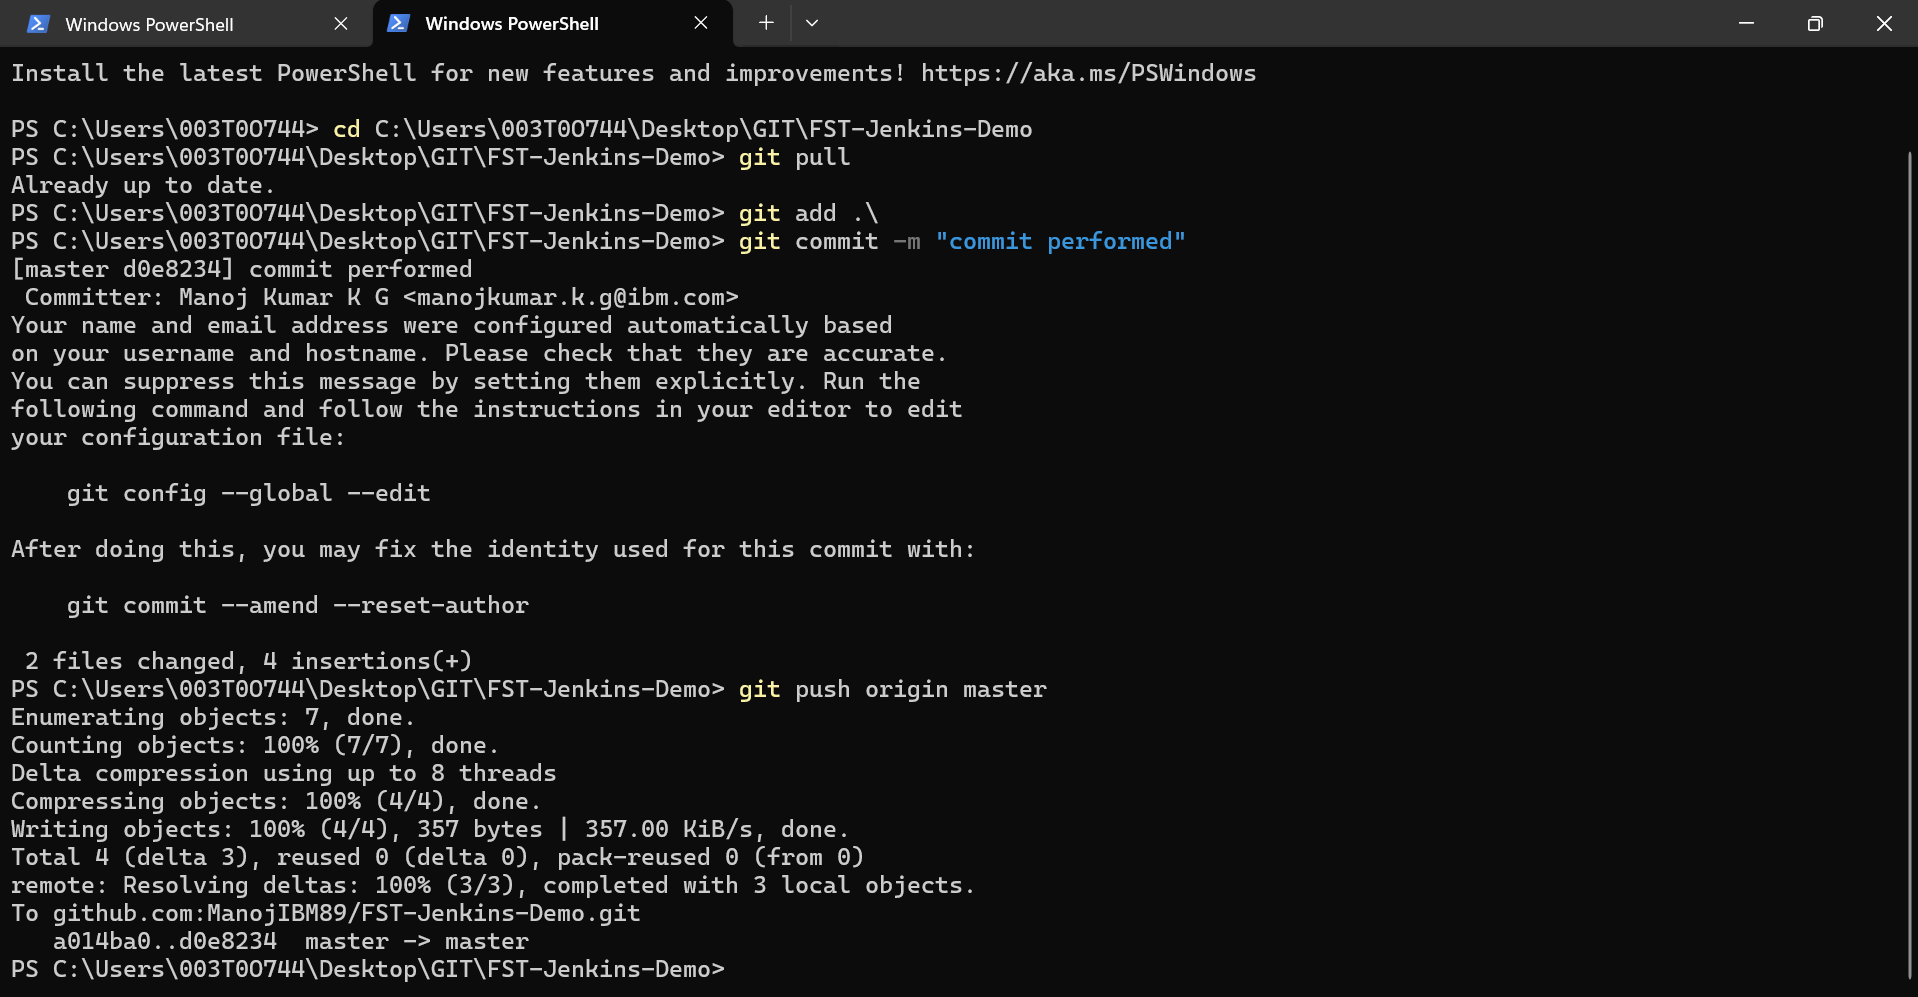 Windows PowerShell
Windows PowerShell
Install the latest PowerShell for new features and improvements! https://aka.ms/PSWindows
PS C:\Users\003T0O744> cd C:\Users\003T0O744\Desktop\GIT\FST-Jenkins-Demo
PS C:\Users\003T0O744\Desktop\GIT\FST-Jenkins-Demo> git pull
Already up to date.
PS C:\Users\003T0O744\Desktop\GIT\FST-Jenkins-Demo> git add .\
PS C:\Users\003T0O744\Desktop\GIT\FST-Jenkins-Demo> git commit -m "commit performed"
[master d0e8234] commit performed
 Committer: Manoj Kumar K G <manojkumar.k.g@ibm.com>
Your name and email address were configured automatically based
on your username and hostname. Please check that they are accurate.
You can suppress this message by setting them explicitly. Run the
following command and follow the instructions in your editor to edit
your configuration file:
    git config --global --edit
After doing this, you may fix the identity used for this commit with:
    git commit --amend --reset-author
 2 files changed, 4 insertions(+)
PS C:\Users\003T0O744\Desktop\GIT\FST-Jenkins-Demo> git push origin master
Enumerating objects: 7, done.
Counting objects: 100% (7/7), done.
Delta compression using up to 8 threads
Compressing objects: 100% (4/4), done.
Writing objects: 100% (4/4), 357 bytes | 357.00 KiB/s, done.
Total 4 (delta 3), reused 0 (delta 0), pack-reused 0 (from 0)
remote: Resolving deltas: 100% (3/3), completed with 3 local objects.
To github.com:ManojIBM89/FST-Jenkins-Demo.git
   a014ba0..d0e8234  master -> master
PS C:\Users\003T0O744\Desktop\GIT\FST-Jenkins-Demo>